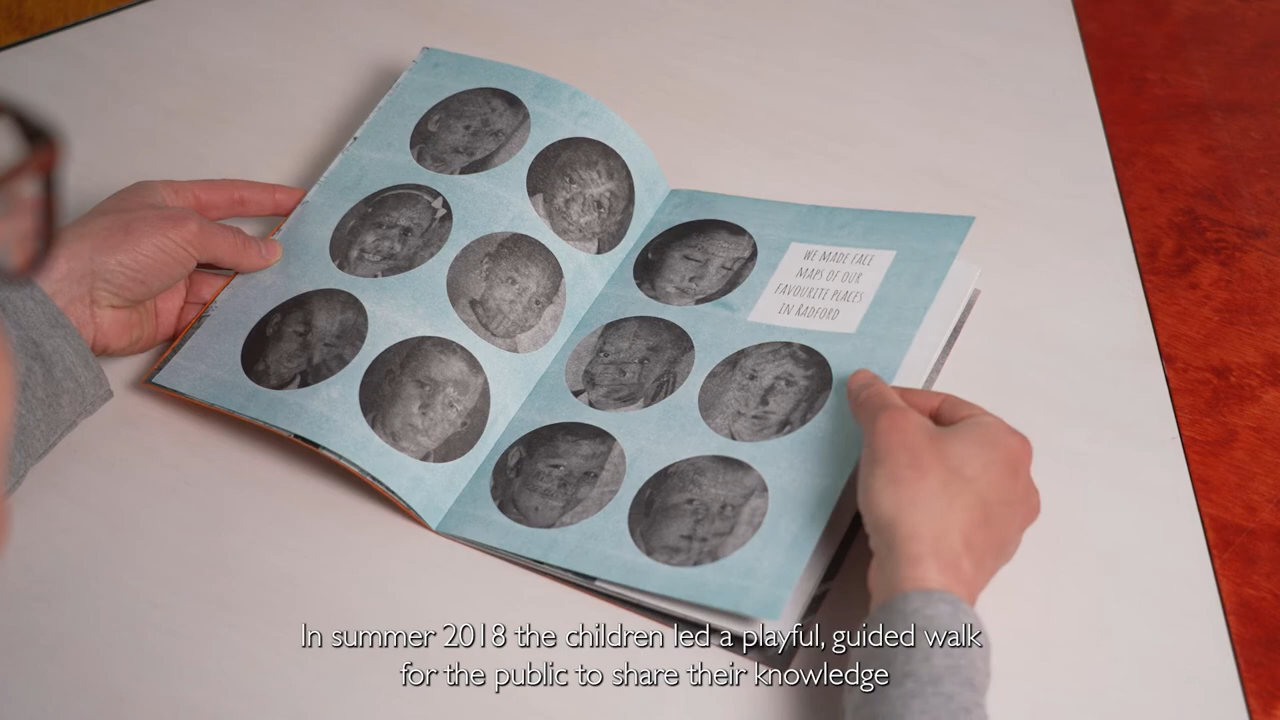 WE MADE FACE
MAPS OF OUR
FAVOURITE PLACES
IN RADFORD
In summer 2018 the children led a playful, guided walk
for the public to share their knowledge